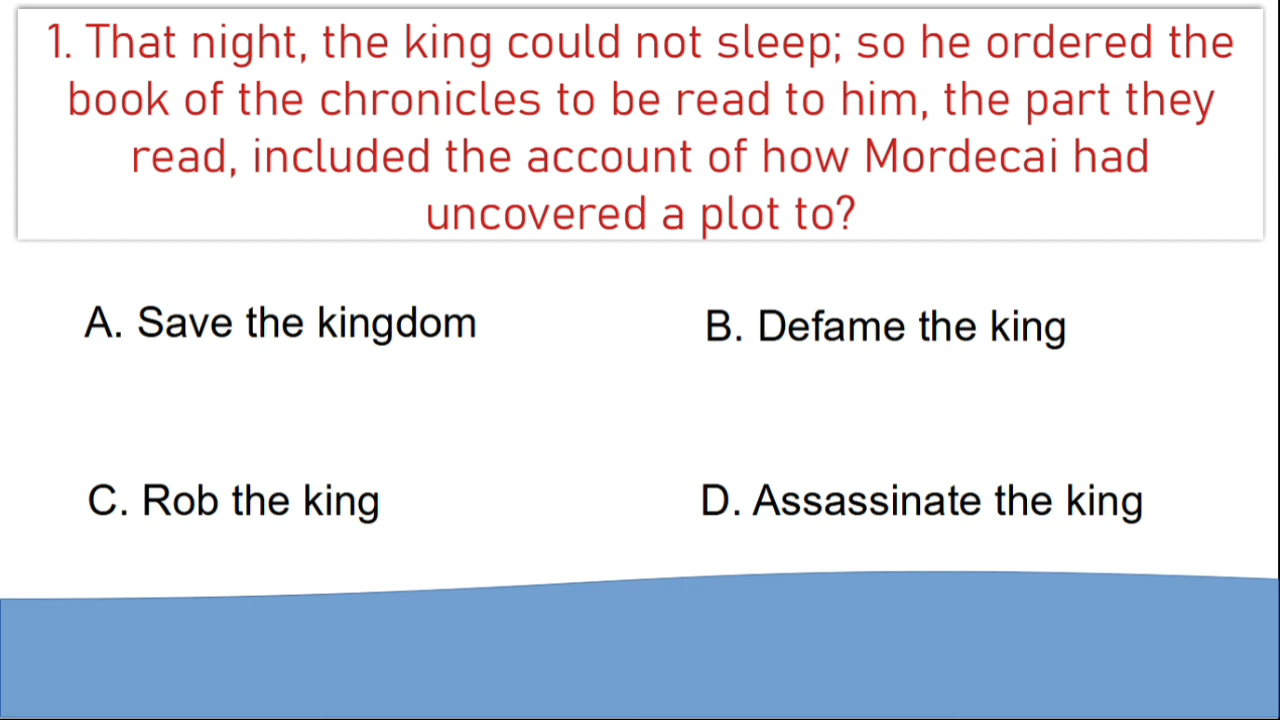 1. That night, the king could not sleep; so he ordered the
book of the chronicles to be read to him, the part they
read, included the account of how Mordecai had
uncovered a plot to?
A. Save the kingdom
B. Defame the king
C. Rob the king
D. Assassinate the king